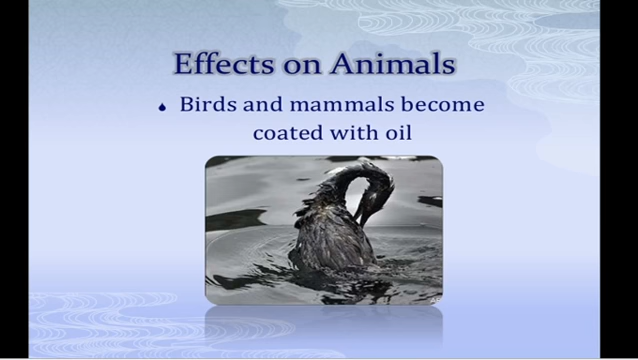 Effects on Animals
Birds and mammals become
coated with oil